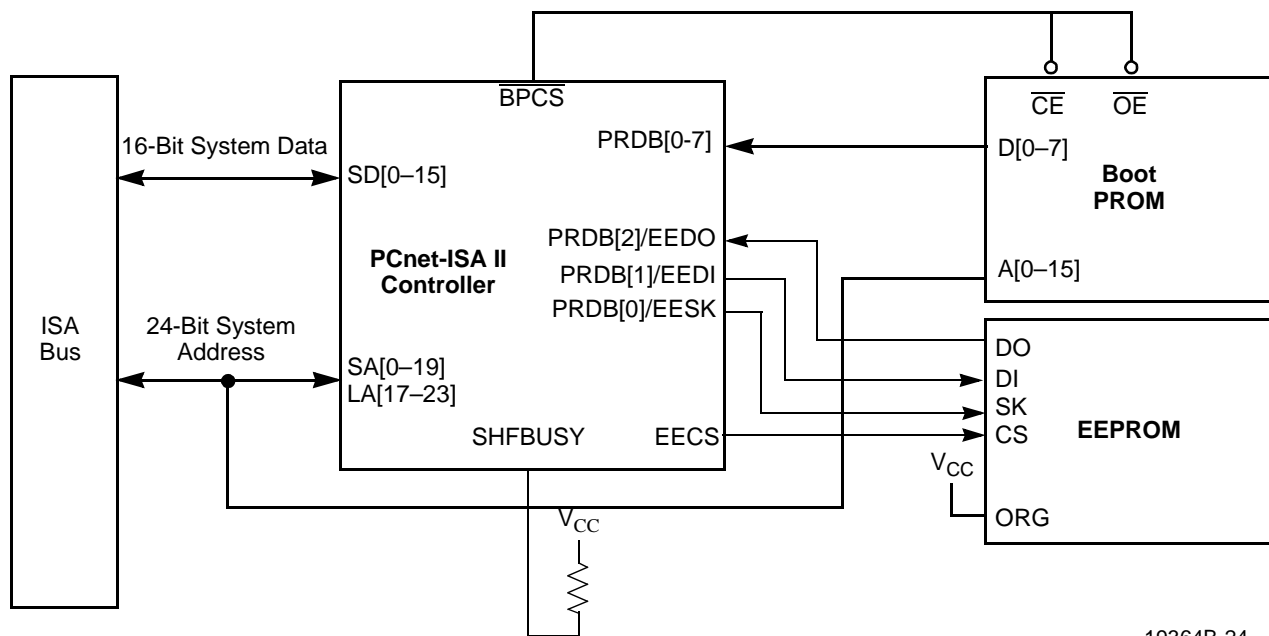 BPCS
CE OE
PRDB[0-7]
D[0–7]
Boot
PROM
16-Bit System Data
SD[0–15]
PCnet-ISA II
Controller
PRDB[2]/EEDO
PRDB[1]/EEDI
PRDB[0]/EESK
A[0–15]
ISA
Bus
24-Bit System
Address
SA[0–19]
LA[17–23]
SHFBUSY
EECS
DO
DI
SK
CS
EEPROM
VCC
ORG
VCC